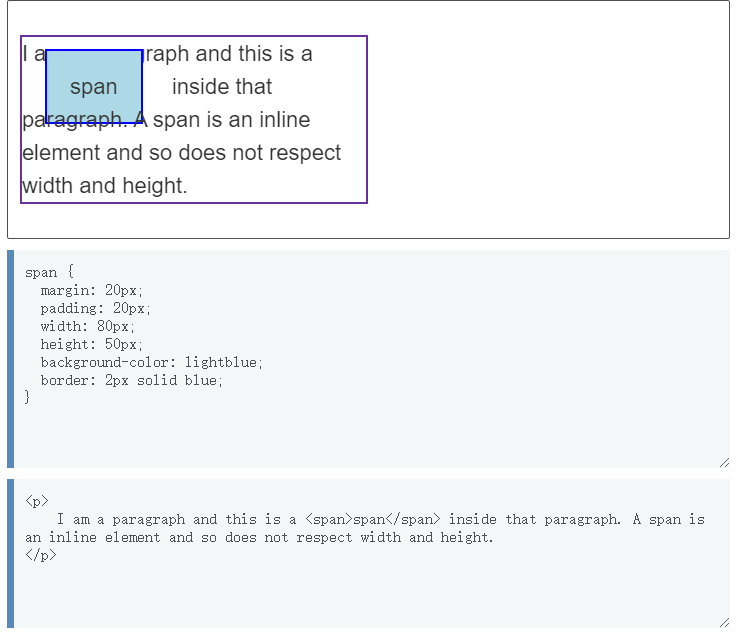 I a raph and this is a
span inside that
paragraph. A span is an inline
element and so does not respect
width and height.
span {
margin: 20px;
padding: 20px;
width: 80px;
height: 50px;
background-color: lightblue;
border: 2px solid blue;
}
<p>
I am a paragraph and this is a <span>span</span> inside that paragraph. A span is
an inline element and so does not respect width and height.
</p>